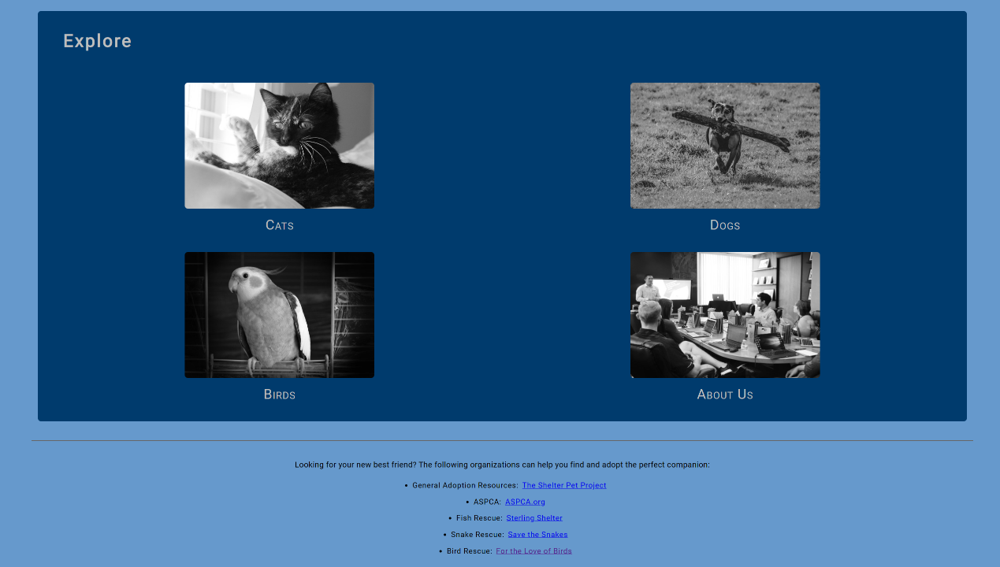 Explore
Cats
Dogs
Birds
About Us
Looking for your new best friend? The following organizations can help you find and adopt the perfect companion:
• General Adoption Resources: The Shelter Pet Project
• ASPCA: ASPCA.org
• Fish Rescue: Sterling Shelter
• Snake Rescue: Save the Snakes
• Bird Rescue: For the Love of Birds